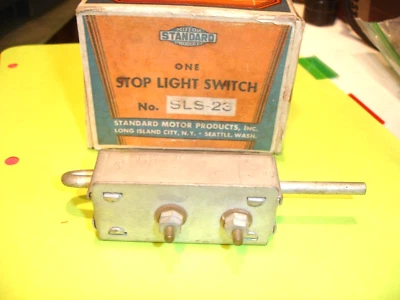 STANDARD
ONE
STOP LIGHT SWITCH
No. SLS-23
STANDARD MOTOR PRODUCTS, INC.
LONG ISLAND CITY, N.Y. - SEATTLE, WASH.